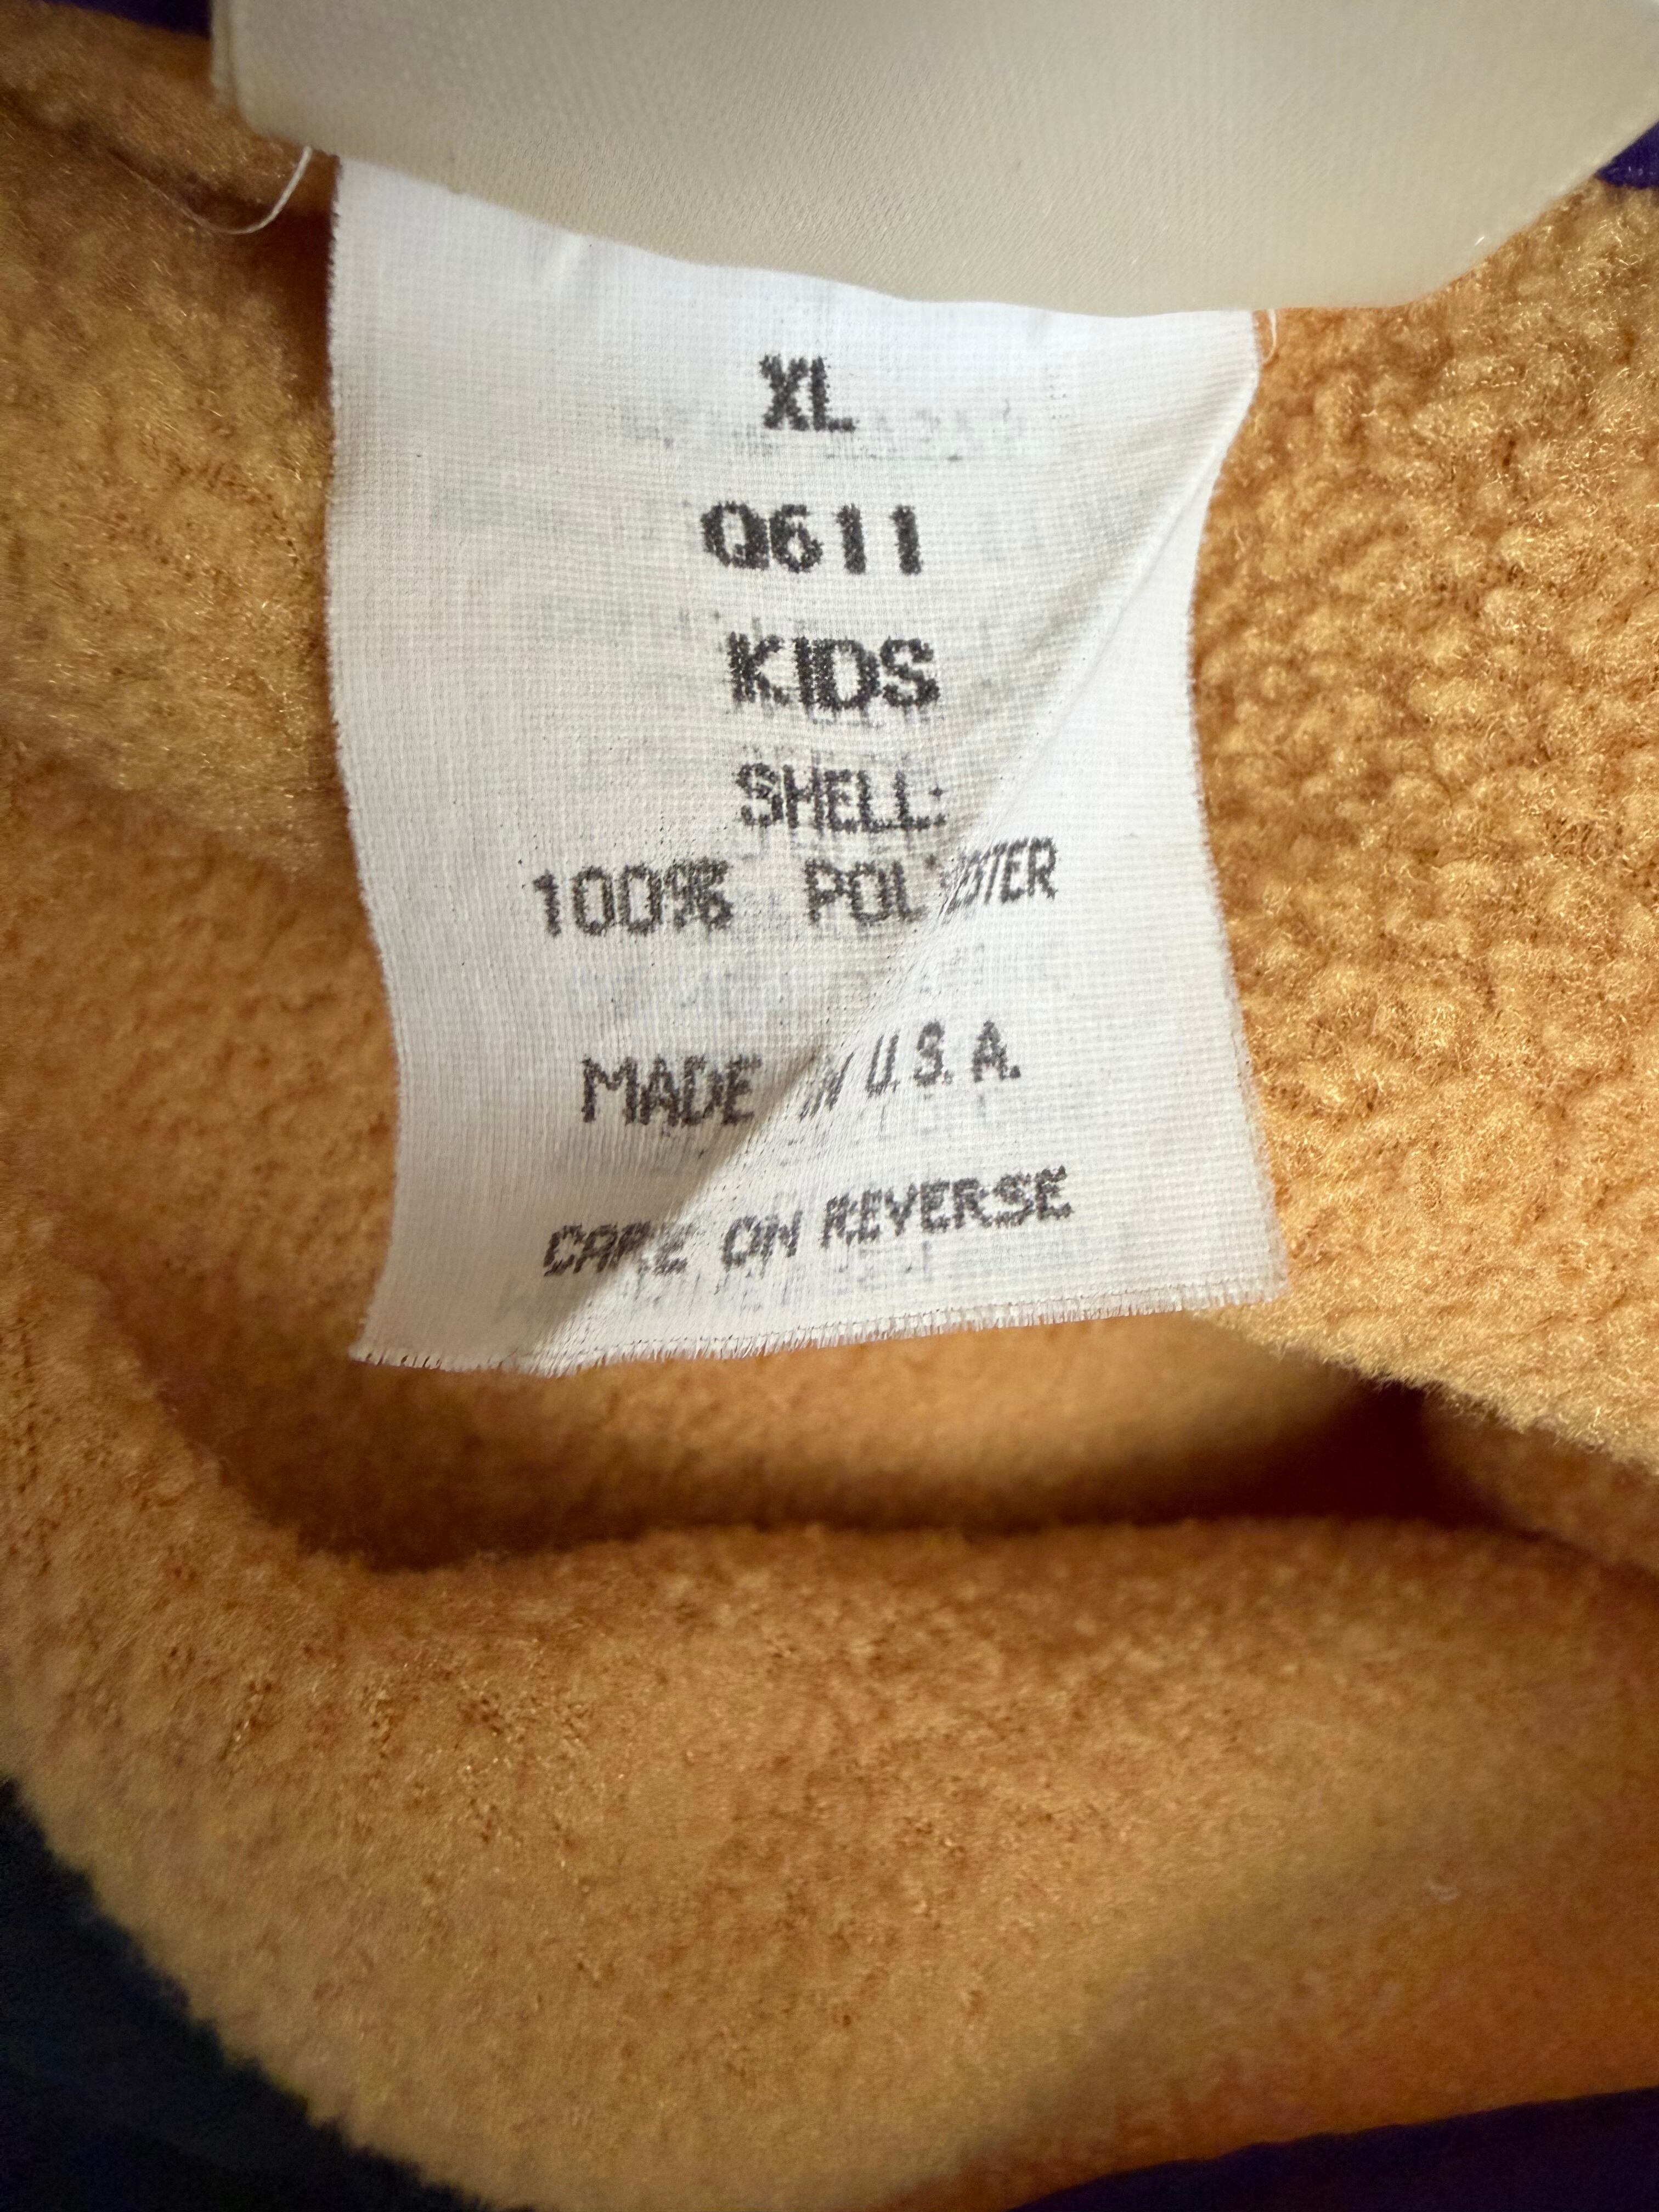 XL
Q611
KIDS
SHELL:
100% POLYESTER
MADE IN U.S.A.
CARE ON REVERSE